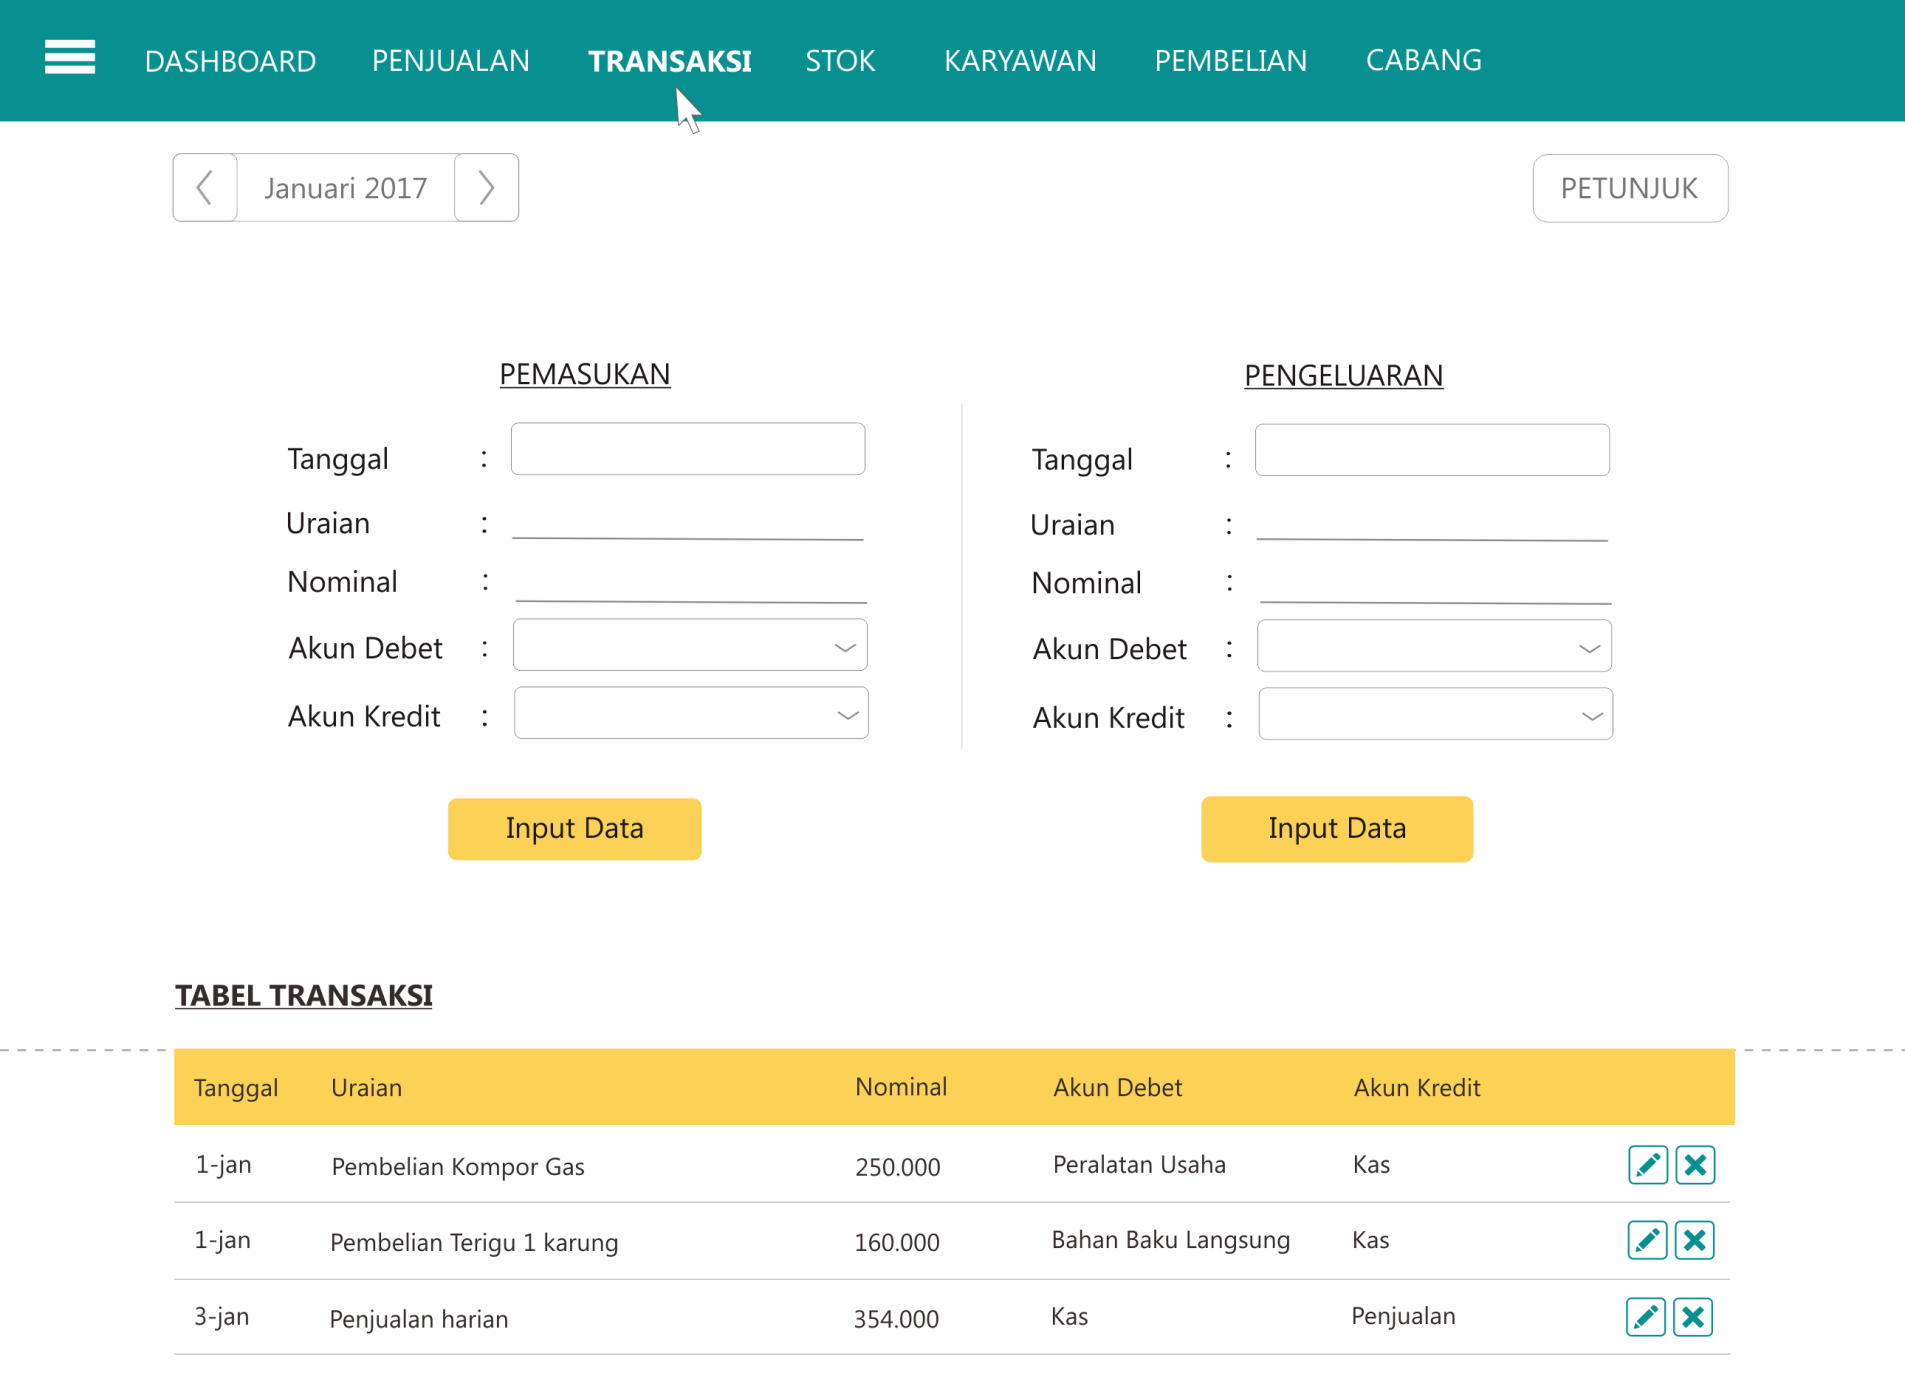 DASHBOARD PENJUALAN TRANSAKSI STOK KARYAWAN PEMBELIAN CABANG
Januari 2017 PETUNJUK
PEMASUKAN
Tanggal :
Uraian :
Nominal :
Akun Debet :
Akun Kredit :
Input Data
PENGELUARAN
Tanggal :
Uraian :
Nominal :
Akun Debet :
Akun Kredit :
Input Data
TABEL TRANSAKSI
Tanggal Uraian Nominal Akun Debet Akun Kredit
1-jan Pembelian Kompor Gas 250.000 Peralatan Usaha Kas
1-jan Pembelian Terigu 1 karung 160.000 Bahan Baku Langsung Kas
3-jan Penjualan harian 354.000 Kas Penjualan